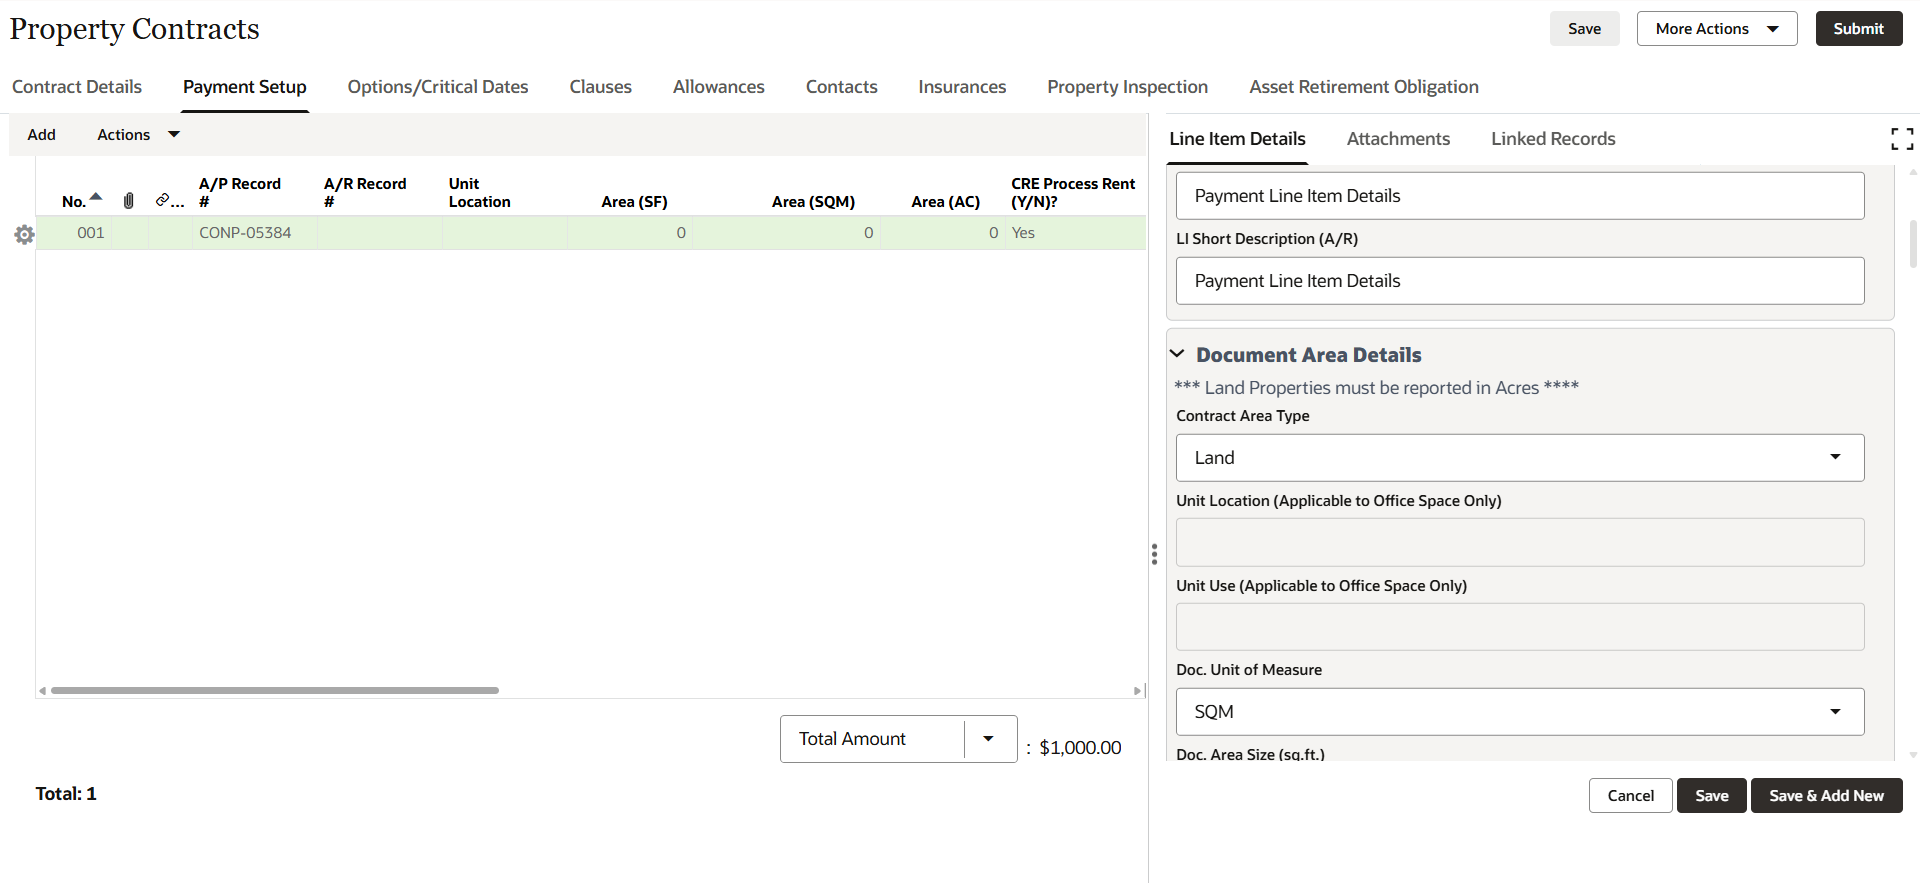 Property Contracts
Save
More Actions
Submit
Contract Details
Payment Setup
Options/Critical Dates
Clauses
Allowances
Contacts
Insurances
Property Inspection
Asset Retirement Obligation
Add
Actions
No.
...
A/P Record #
A/R Record #
Unit Location
Area (SF)
Area (SQM)
Area (AC)
CRE Process Rent (Y/N)?
001
CONP-05384
0
0
0
Yes
Total Amount
: $1,000.00
Total: 1
Line Item Details
Attachments
Linked Records
Payment Line Item Details
LI Short Description (A/R)
Payment Line Item Details
Document Area Details
*** Land Properties must be reported in Acres ****
Contract Area Type
Land
Unit Location (Applicable to Office Space Only)
Unit Use (Applicable to Office Space Only)
Doc. Unit of Measure
SQM
Doc. Area Size (sq.ft.)
Cancel
Save
Save & Add New